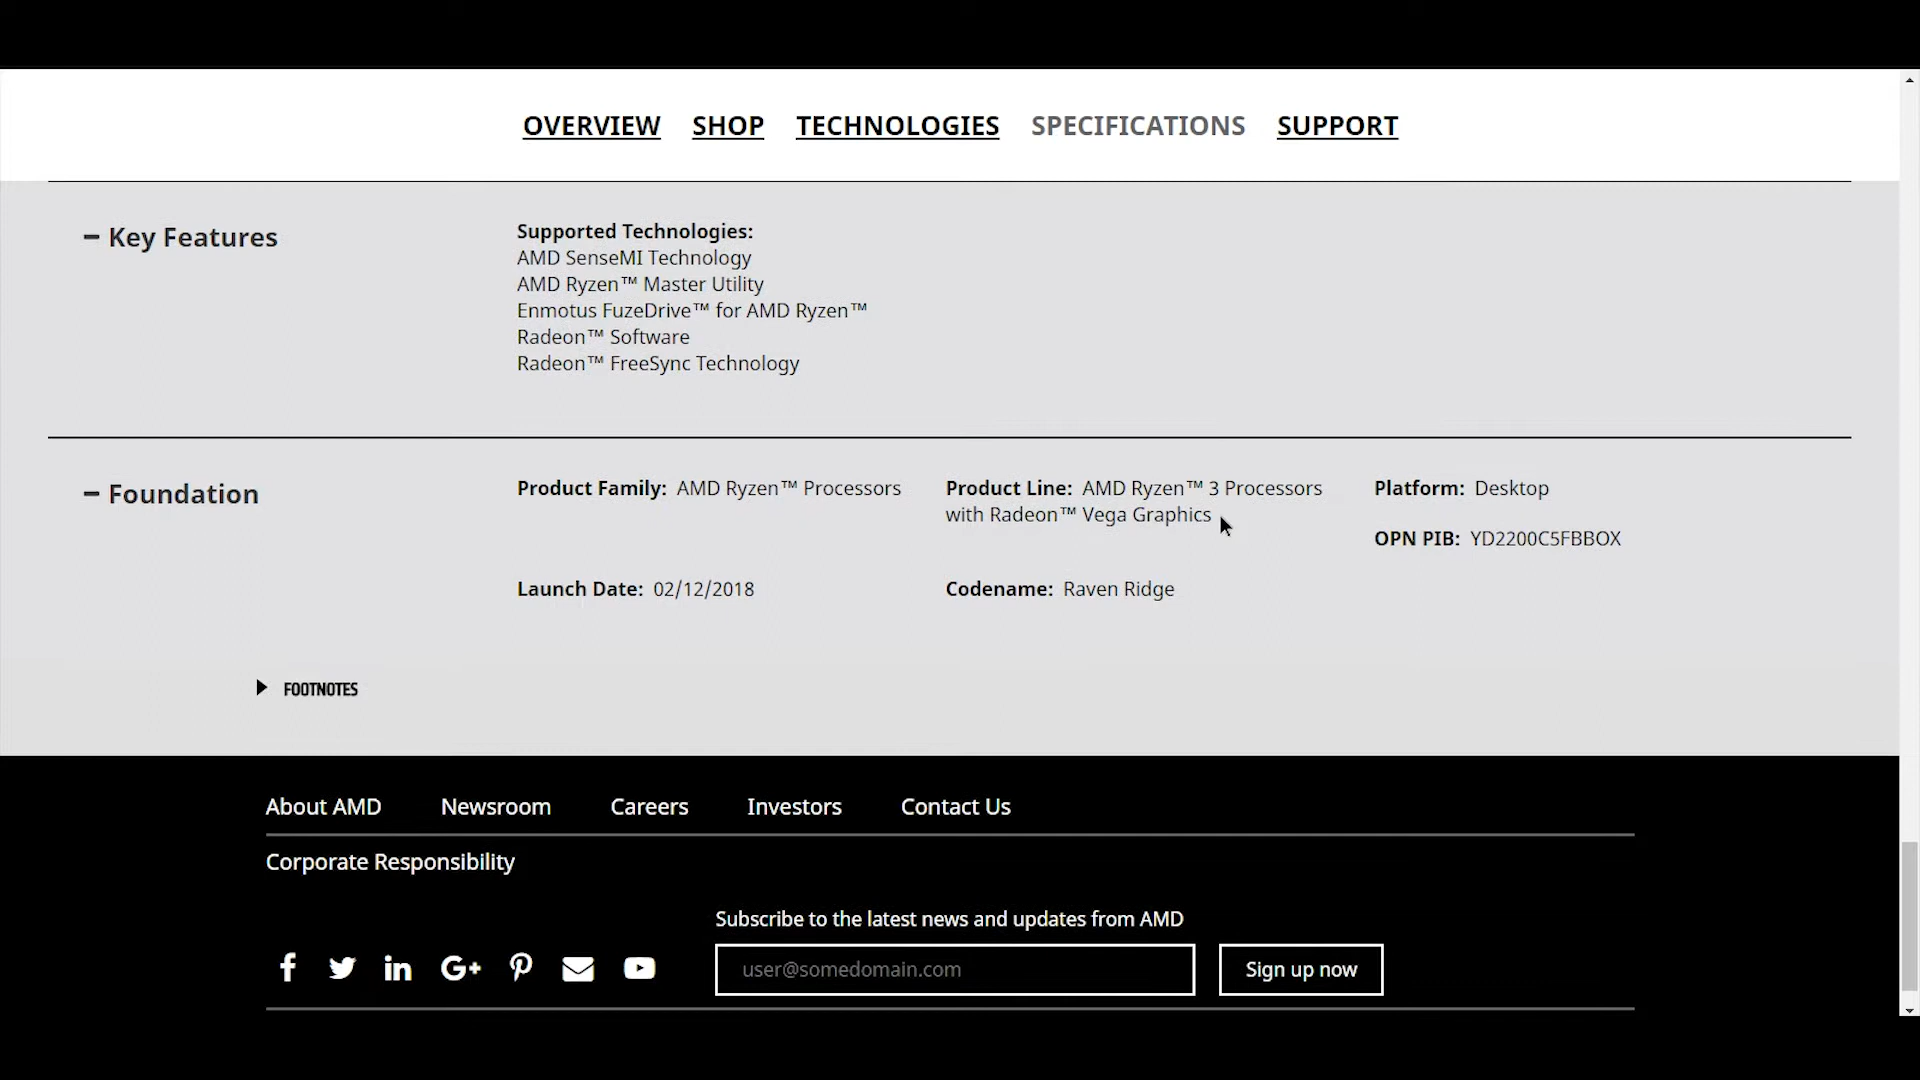 OVERVIEW SHOP TECHNOLOGIES SPECIFICATIONS SUPPORT
Key Features
Supported Technologies:
AMD SenseMI Technology
AMD Ryzen™ Master Utility
Enmotus FuzeDrive™ for AMD Ryzen™
Radeon™ Software
Radeon™ FreeSync Technology
Foundation
Product Family: AMD Ryzen™ Processors
Product Line: AMD Ryzen™ 3 Processors
with Radeon™ Vega Graphics
Platform: Desktop
OPN PIB: YD2200C5FBBOX
Launch Date: 02/12/2018
Codename: Raven Ridge
FOOTNOTES
About AMD Newsroom Careers Investors Contact Us
Corporate Responsibility
Subscribe to the latest news and updates from AMD
user@somedomain.com
Sign up now